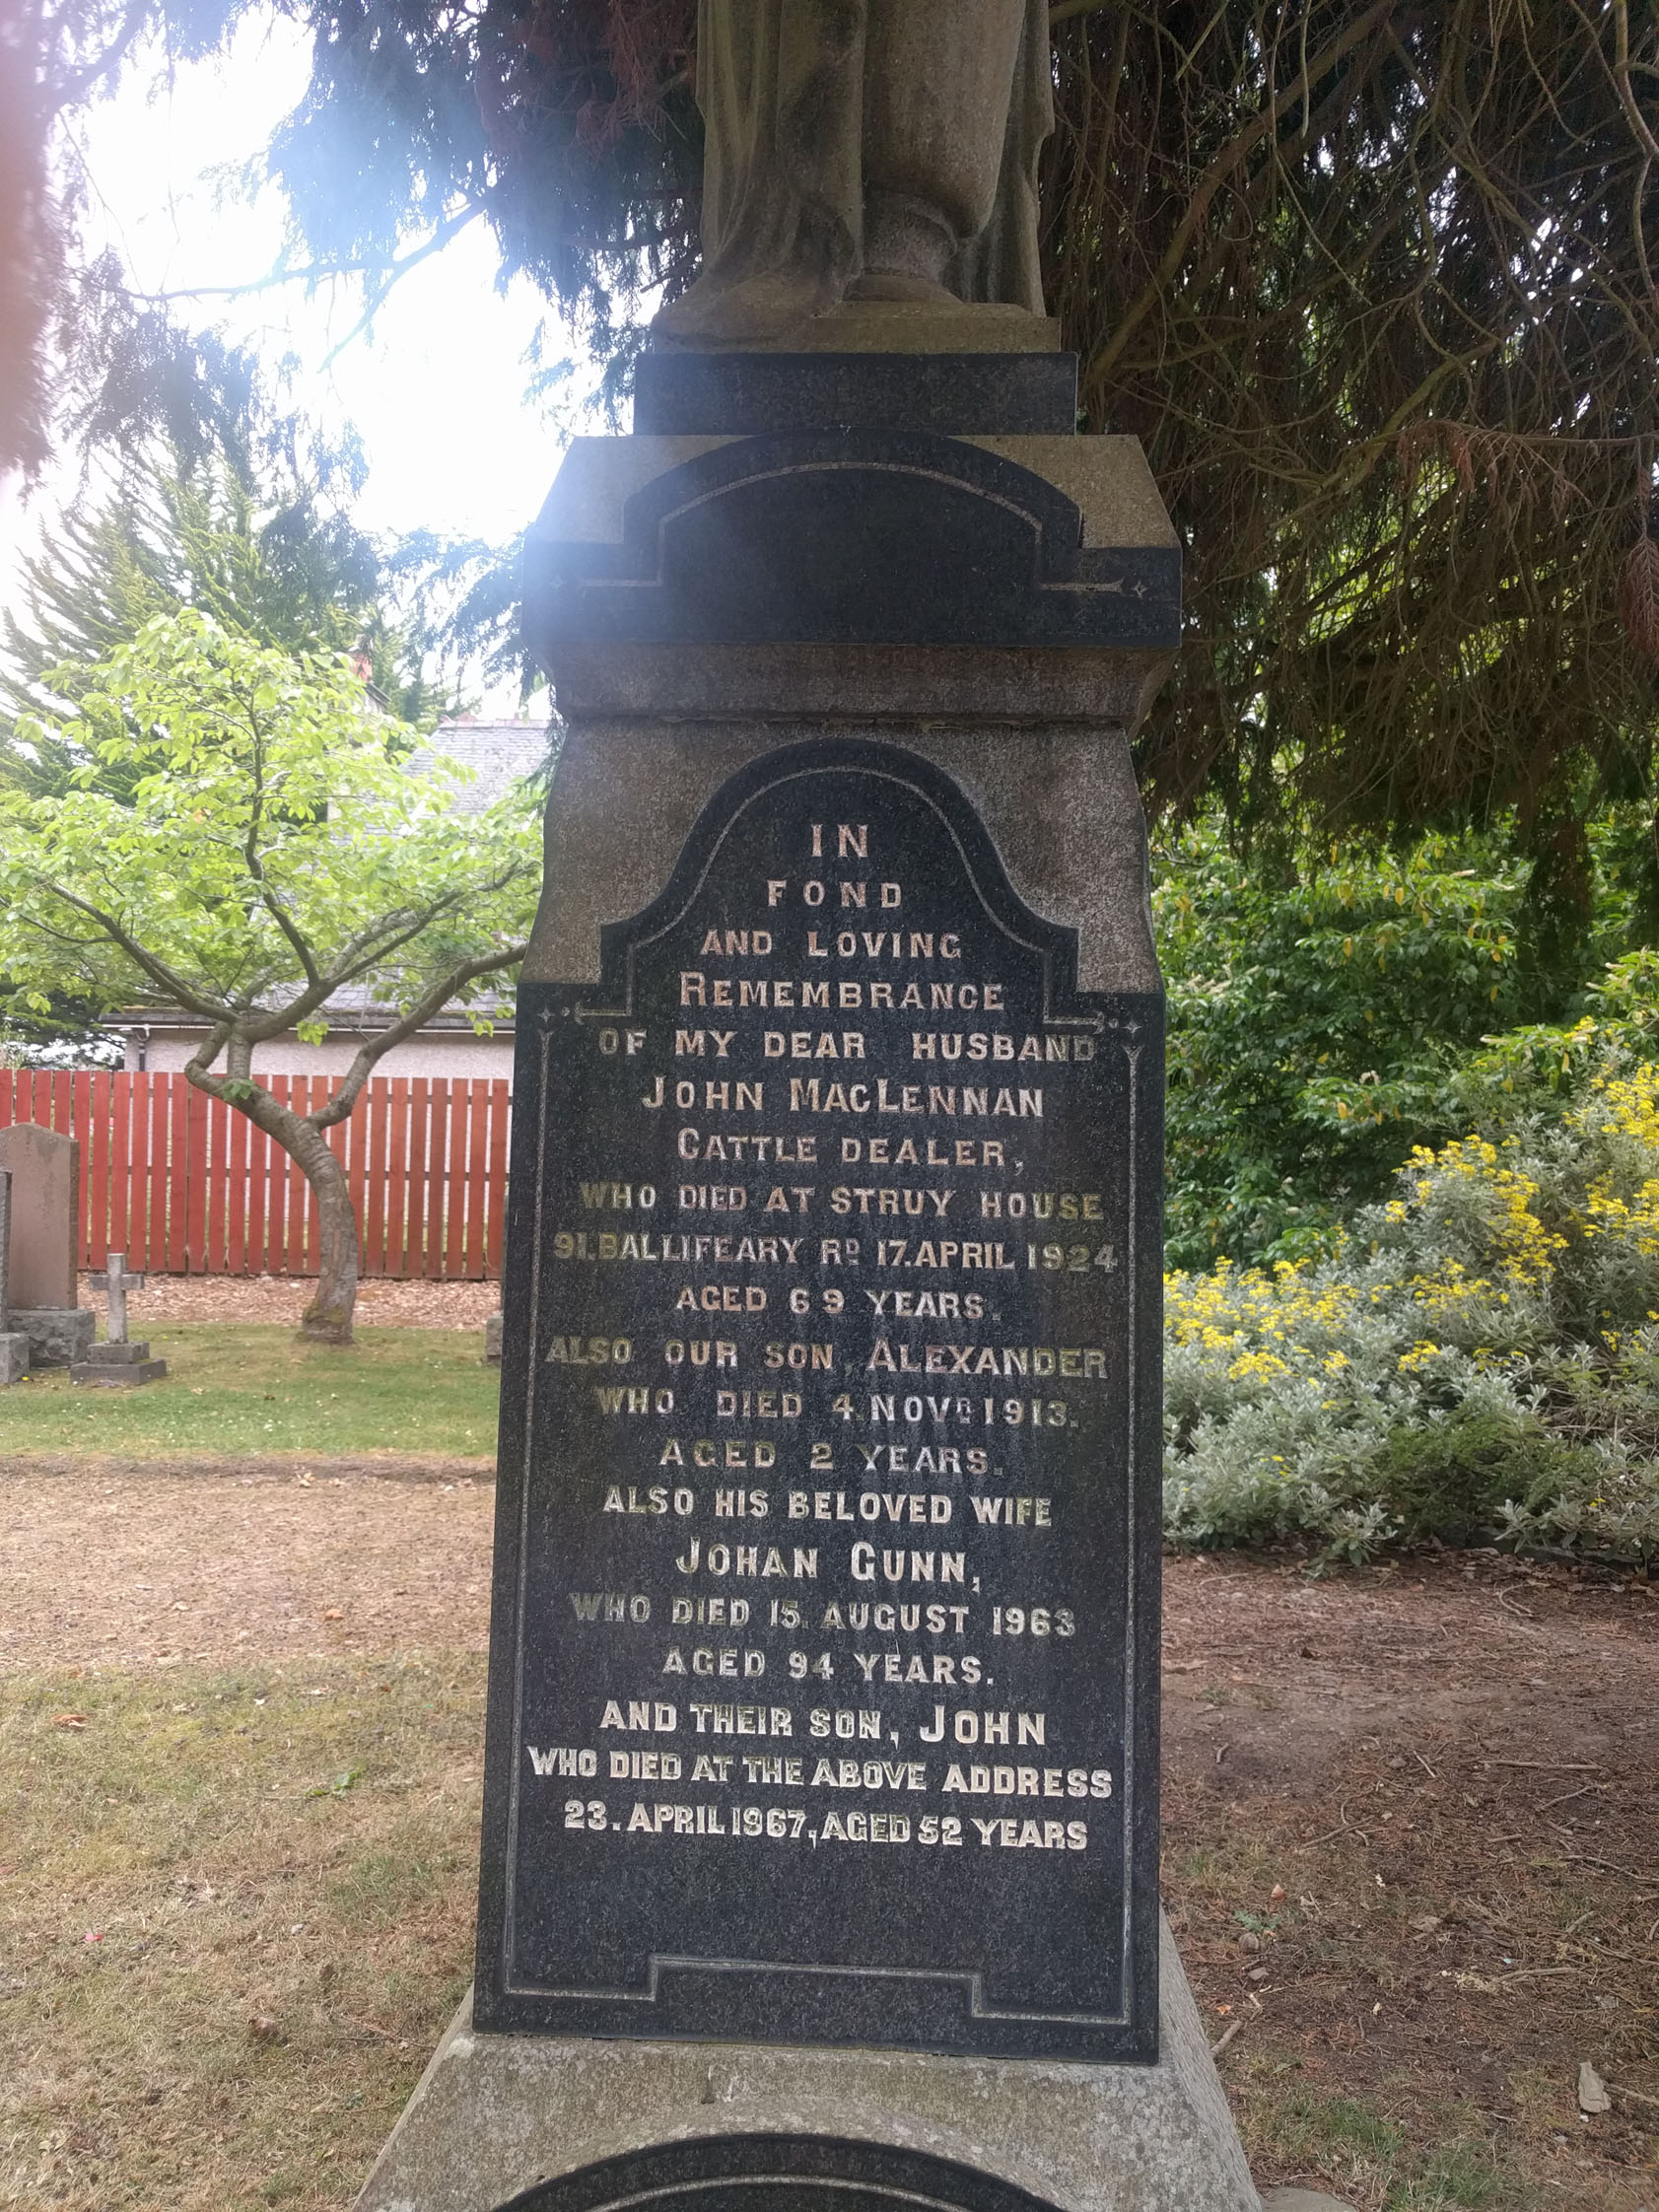 IN
FOND
AND LOVING
REMEMBRANCE
OF MY DEAR HUSBAND
JOHN MACLENNAN
CATTLE DEALER,
WHO DIED AT STRUY HOUSE
91.BALLIFEARY RD 17.APRIL 1924
AGED 69 YEARS.
ALSO OUR SON, ALEXANDER
WHO DIED 4.NOVR 1913.
AGED 2 YEARS.
ALSO HIS BELOVED WIFE
JOHAN GUNN,
WHO DIED 15. AUGUST 1963
AGED 94 YEARS.
AND THEIR SON, JOHN
WHO DIED AT THE ABOVE ADDRESS
23. APRIL 1967, AGED 52 YEARS